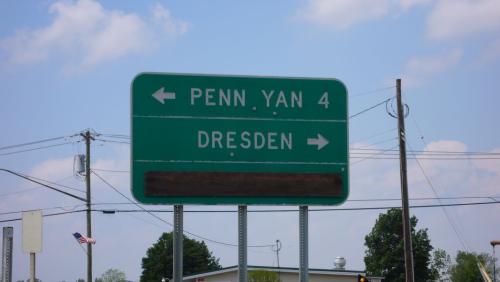 ← PENN YAN 4
DRESDEN →